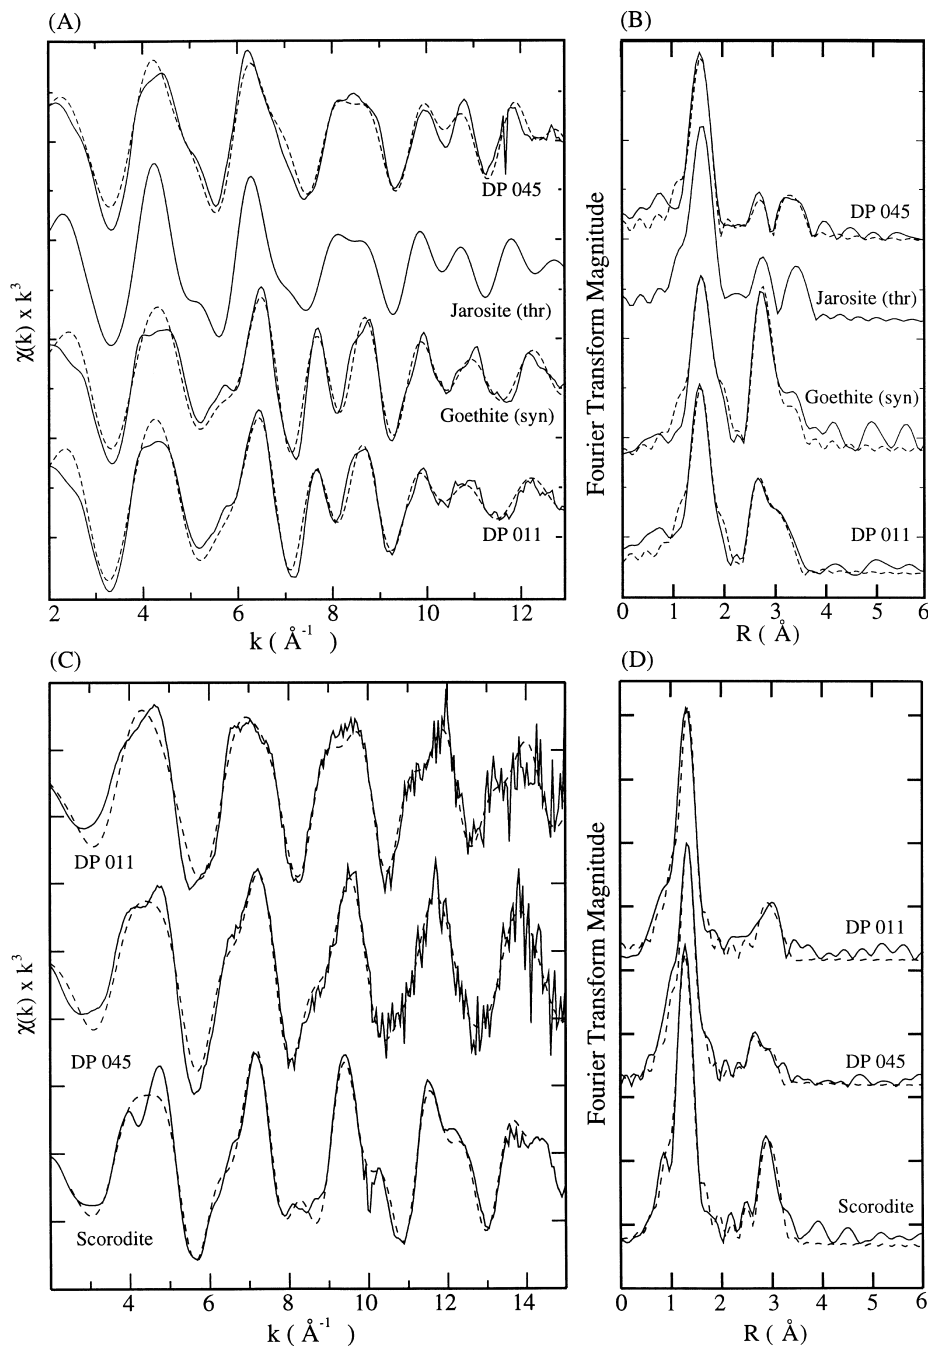 (A)
(B)
DP 045
DP 045
Jarosite (thr)
Jarosite (thr)
Goethite (syn)
Goethite (syn)
DP 011
DP 011
χ(k) x k³
Fourier Transform Magnitude
2 4 6 8 10 12
0 1 2 3 4 5 6
k ( Å⁻¹ )
R ( Å)
(C)
(D)
DP 011
DP 011
DP 045
DP 045
Scorodite
Scorodite
χ(k) x k³
Fourier Transform Magnitude
4 6 8 10 12 14
0 1 2 3 4 5 6
k ( Å⁻¹ )
R ( Å)